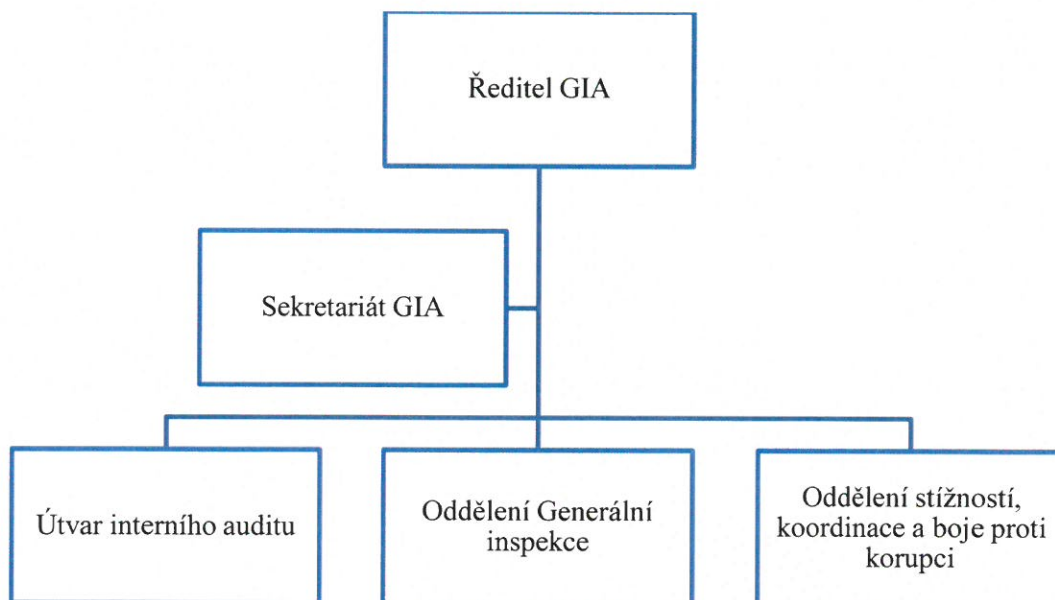 Ředitel GIA
Sekretariát GIA
Útvar interního auditu
Oddělení Generální
inspekce
Oddělení stížností,
koordinace a boje proti
korupci